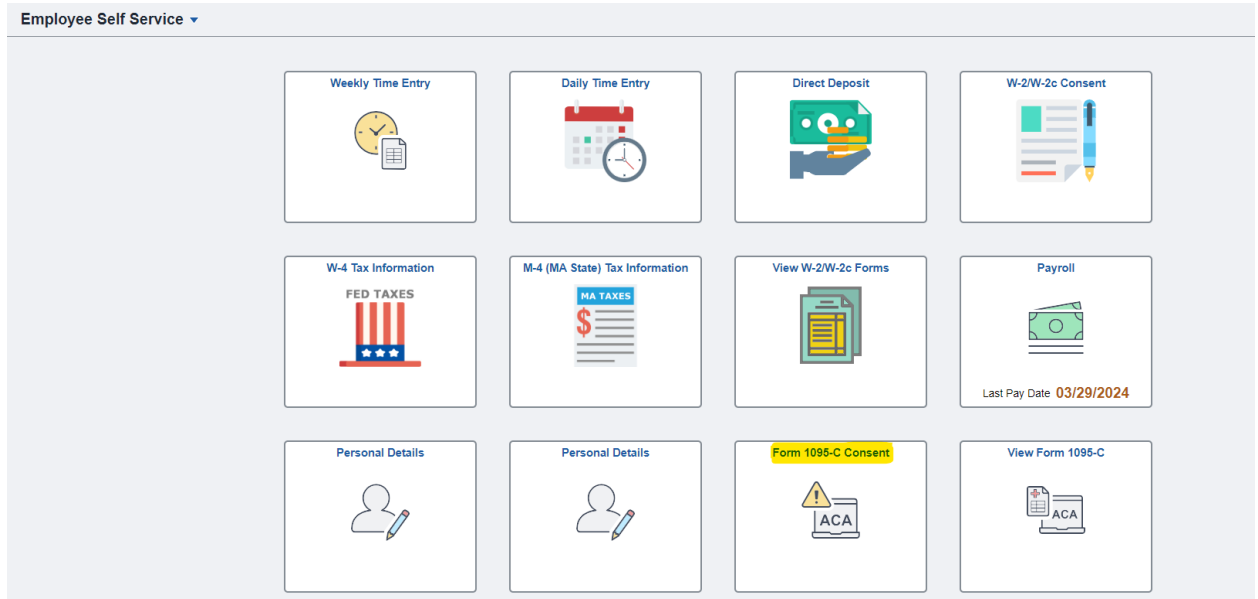 Employee Self Service
Weekly Time Entry
Daily Time Entry
Direct Deposit
W-2/W-2c Consent
W-4 Tax Information
FED TAXES
M-4 (MA State) Tax Information
MA TAXES
$
View W-2/W-2c Forms
Payroll
Last Pay Date 03/29/2024
Personal Details
Personal Details
Form 1095-C Consent
ACA
View Form 1095-C
ACA